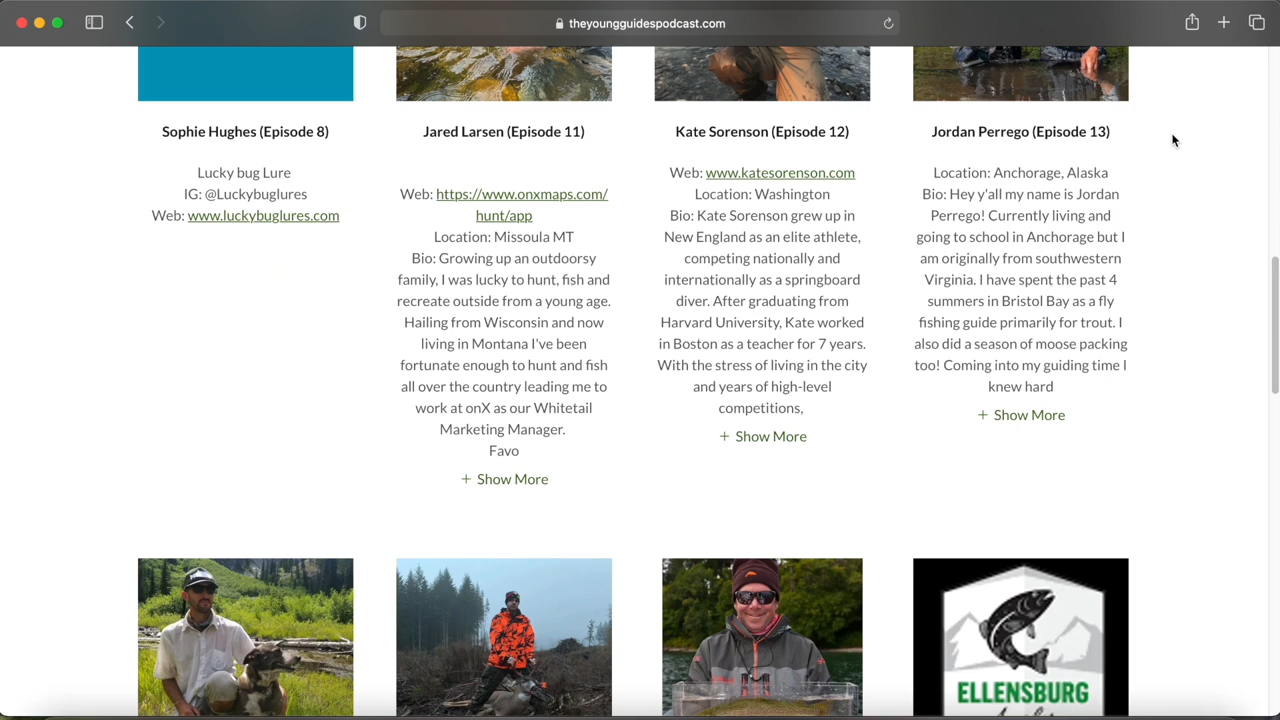 theyoungguidespodcast.com
Sophie Hughes (Episode 8)
Lucky bug Lure
IG: @Luckybuglures
Web: www.luckybuglures.com
Jared Larsen (Episode 11)
Web: https://www.onxmaps.com/
hunt/app
Location: Missoula MT
Bio: Growing up an outdoorsy
family, I was lucky to hunt, fish and
recreate outside from a young age.
Hailing from Wisconsin and now
living in Montana I've been
fortunate enough to hunt and fish
all over the country leading me to
work at onX as our Whitetail
Marketing Manager.
Favo
+ Show More
Kate Sorenson (Episode 12)
Web: www.katesorenson.com
Location: Washington
Bio: Kate Sorenson grew up in
New England as an elite athlete,
competing nationally and
internationally as a springboard
diver. After graduating from
Harvard University, Kate worked
in Boston as a teacher for 7 years.
With the stress of living in the city
and years of high-level
competitions,
+ Show More
Jordan Perrego (Episode 13)
Location: Anchorage, Alaska
Bio: Hey y'all my name is Jordan
Perrego! Currently living and
going to school in Anchorage but I
am originally from southwestern
Virginia. I have spent the past 4
summers in Bristol Bay as a fly
fishing guide primarily for trout. I
also did a season of moose packing
too! Coming into my guiding time I
knew hard
+ Show More
ELLENSBURG